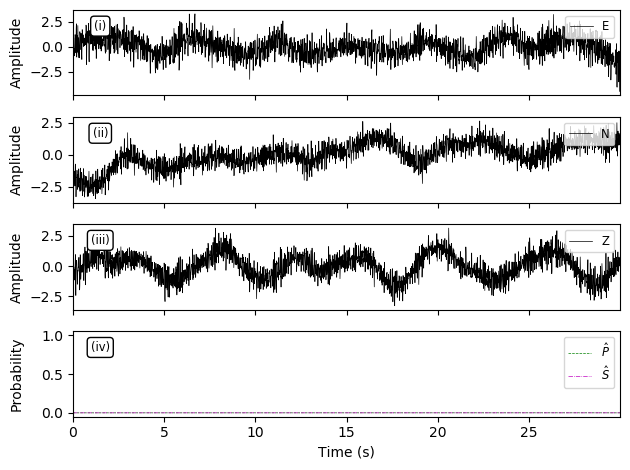 Amplitude
2.5
0.0
−2.5
(i)
E
Amplitude
2.5
0.0
−2.5
(ii)
N
Amplitude
2.5
0.0
−2.5
(iii)
Z
Probability
1.0
0.5
0.0
(iv)
P̂
Ŝ
0 5 10 15 20 25
Time (s)